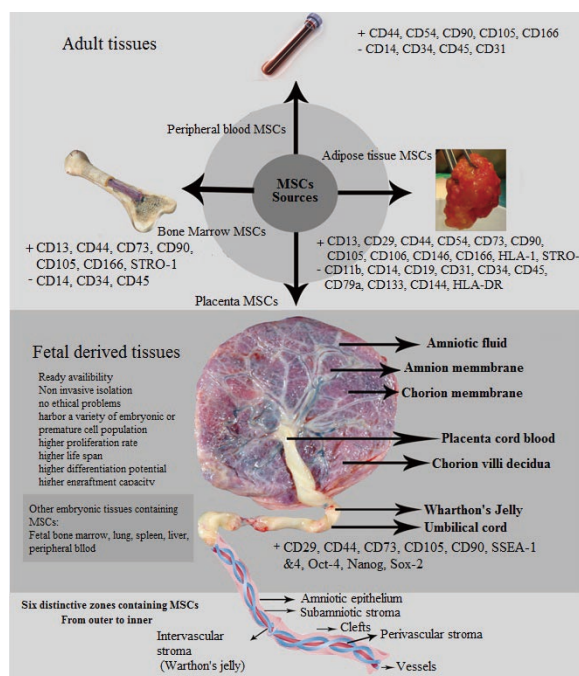 Adult tissues
+ CD44, CD54, CD90, CD105, CD166
- CD14, CD34, CD45, CD31
Peripheral blood MSCs
Adipose tissue MSCs
MSCs
Sources
Bone Marrow MSCs
+ CD13, CD44, CD73, CD90,
CD105, CD166, STRO-1
- CD14, CD34, CD45
+ CD13, CD29, CD44, CD54, CD73, CD90,
CD105, CD106, CD146, CD166, HLA-1, STRO-
- CD11b, CD14, CD19, CD31, CD34, CD45,
CD79a, CD133, CD144, HLA-DR
Placenta MSCs
Fetal derived tissues
Ready availibility
Non invasive isolation
no ethical problems
harbor a variety of embryonic or
premature cell population
higher proliferation rate
higher life span
higher differentiation potential
higher engraftment capacity
Amniotic fluid
Amnion memmbrane
Chorion memmbrane
Placenta cord blood
Chorion villi decidua
Wharthon's Jelly
Umbilical cord
Other embryonic tissues containing
MSCs:
Fetal bone marrow, lung, spleen, liver,
peripheral bllod
+ CD29, CD44, CD73, CD105, CD90, SSEA-1
&4, Oct-4, Nanog, Sox-2
Six distinctive zones containing MSCs
From outer to inner
Amniotic epithelium
Subamniotic stroma
Clefts
Perivascular stroma
Intervascular
stroma
(Warthon's jelly)
Vessels